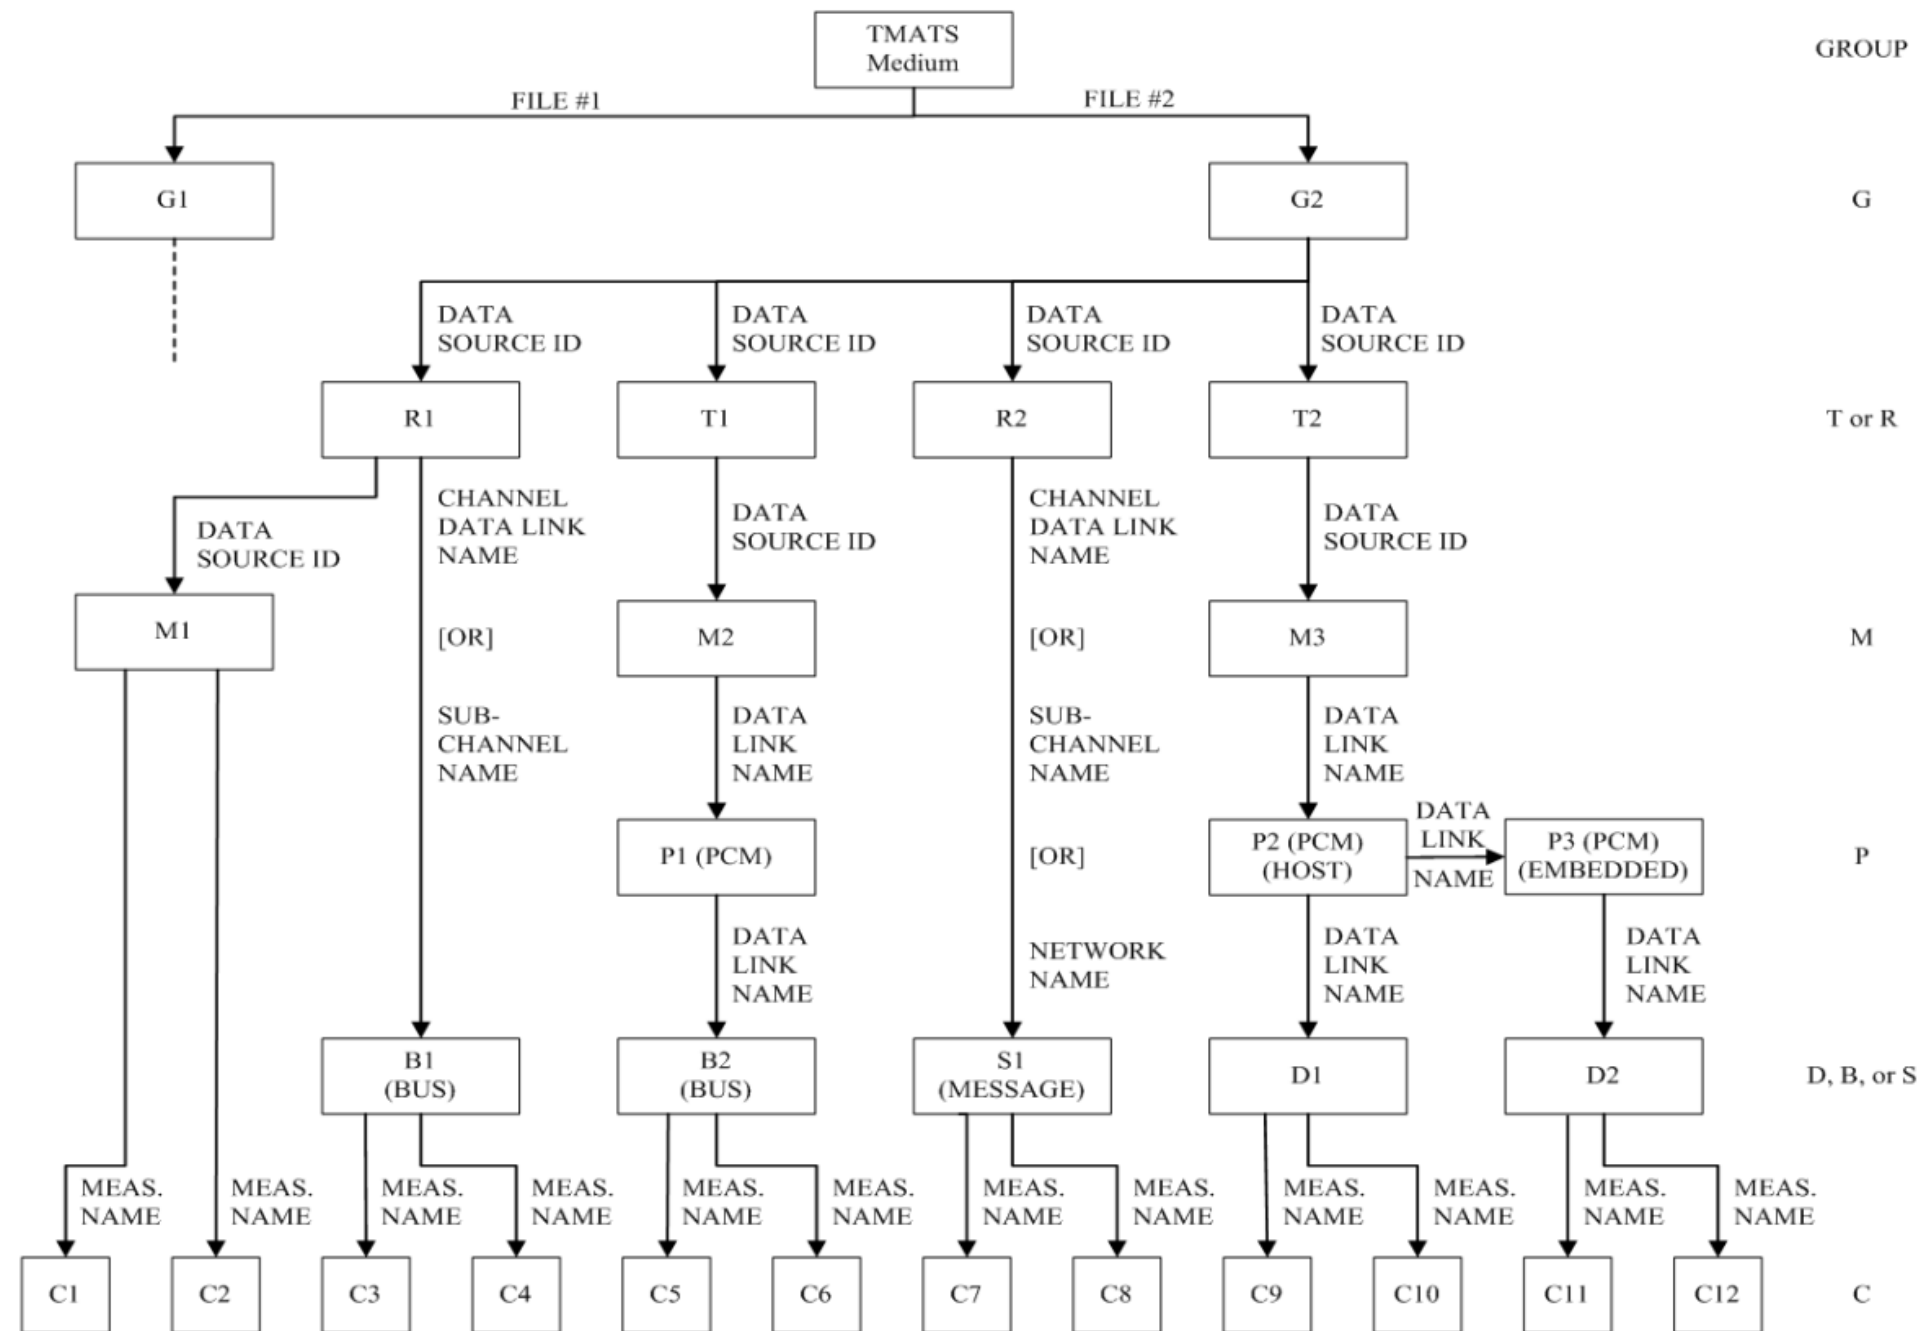 TMATS
Medium
GROUP
FILE #1
FILE #2
G1
G2
G
DATA
SOURCE ID
DATA
SOURCE ID
DATA
SOURCE ID
DATA
SOURCE ID
R1
T1
R2
T2
T or R
DATA
SOURCE ID
CHANNEL
DATA LINK
NAME
DATA
SOURCE ID
CHANNEL
DATA LINK
NAME
DATA
SOURCE ID
M1
[OR]
M2
[OR]
M3
M
SUB-
CHANNEL
NAME
DATA
LINK
NAME
SUB-
CHANNEL
NAME
DATA
LINK
NAME
P1 (PCM)
[OR]
P2 (PCM)
(HOST)
DATA
LINK
NAME
P3 (PCM)
(EMBEDDED)
P
DATA
LINK
NAME
NETWORK
NAME
DATA
LINK
NAME
DATA
LINK
NAME
B1
(BUS)
B2
(BUS)
S1
(MESSAGE)
D1
D2
D, B, or S
MEAS.
NAME
MEAS.
NAME
MEAS.
NAME
MEAS.
NAME
MEAS.
NAME
MEAS.
NAME
MEAS.
NAME
MEAS.
NAME
MEAS.
NAME
MEAS.
NAME
MEAS.
NAME
MEAS.
NAME
C1
C2
C3
C4
C5
C6
C7
C8
C9
C10
C11
C12
C